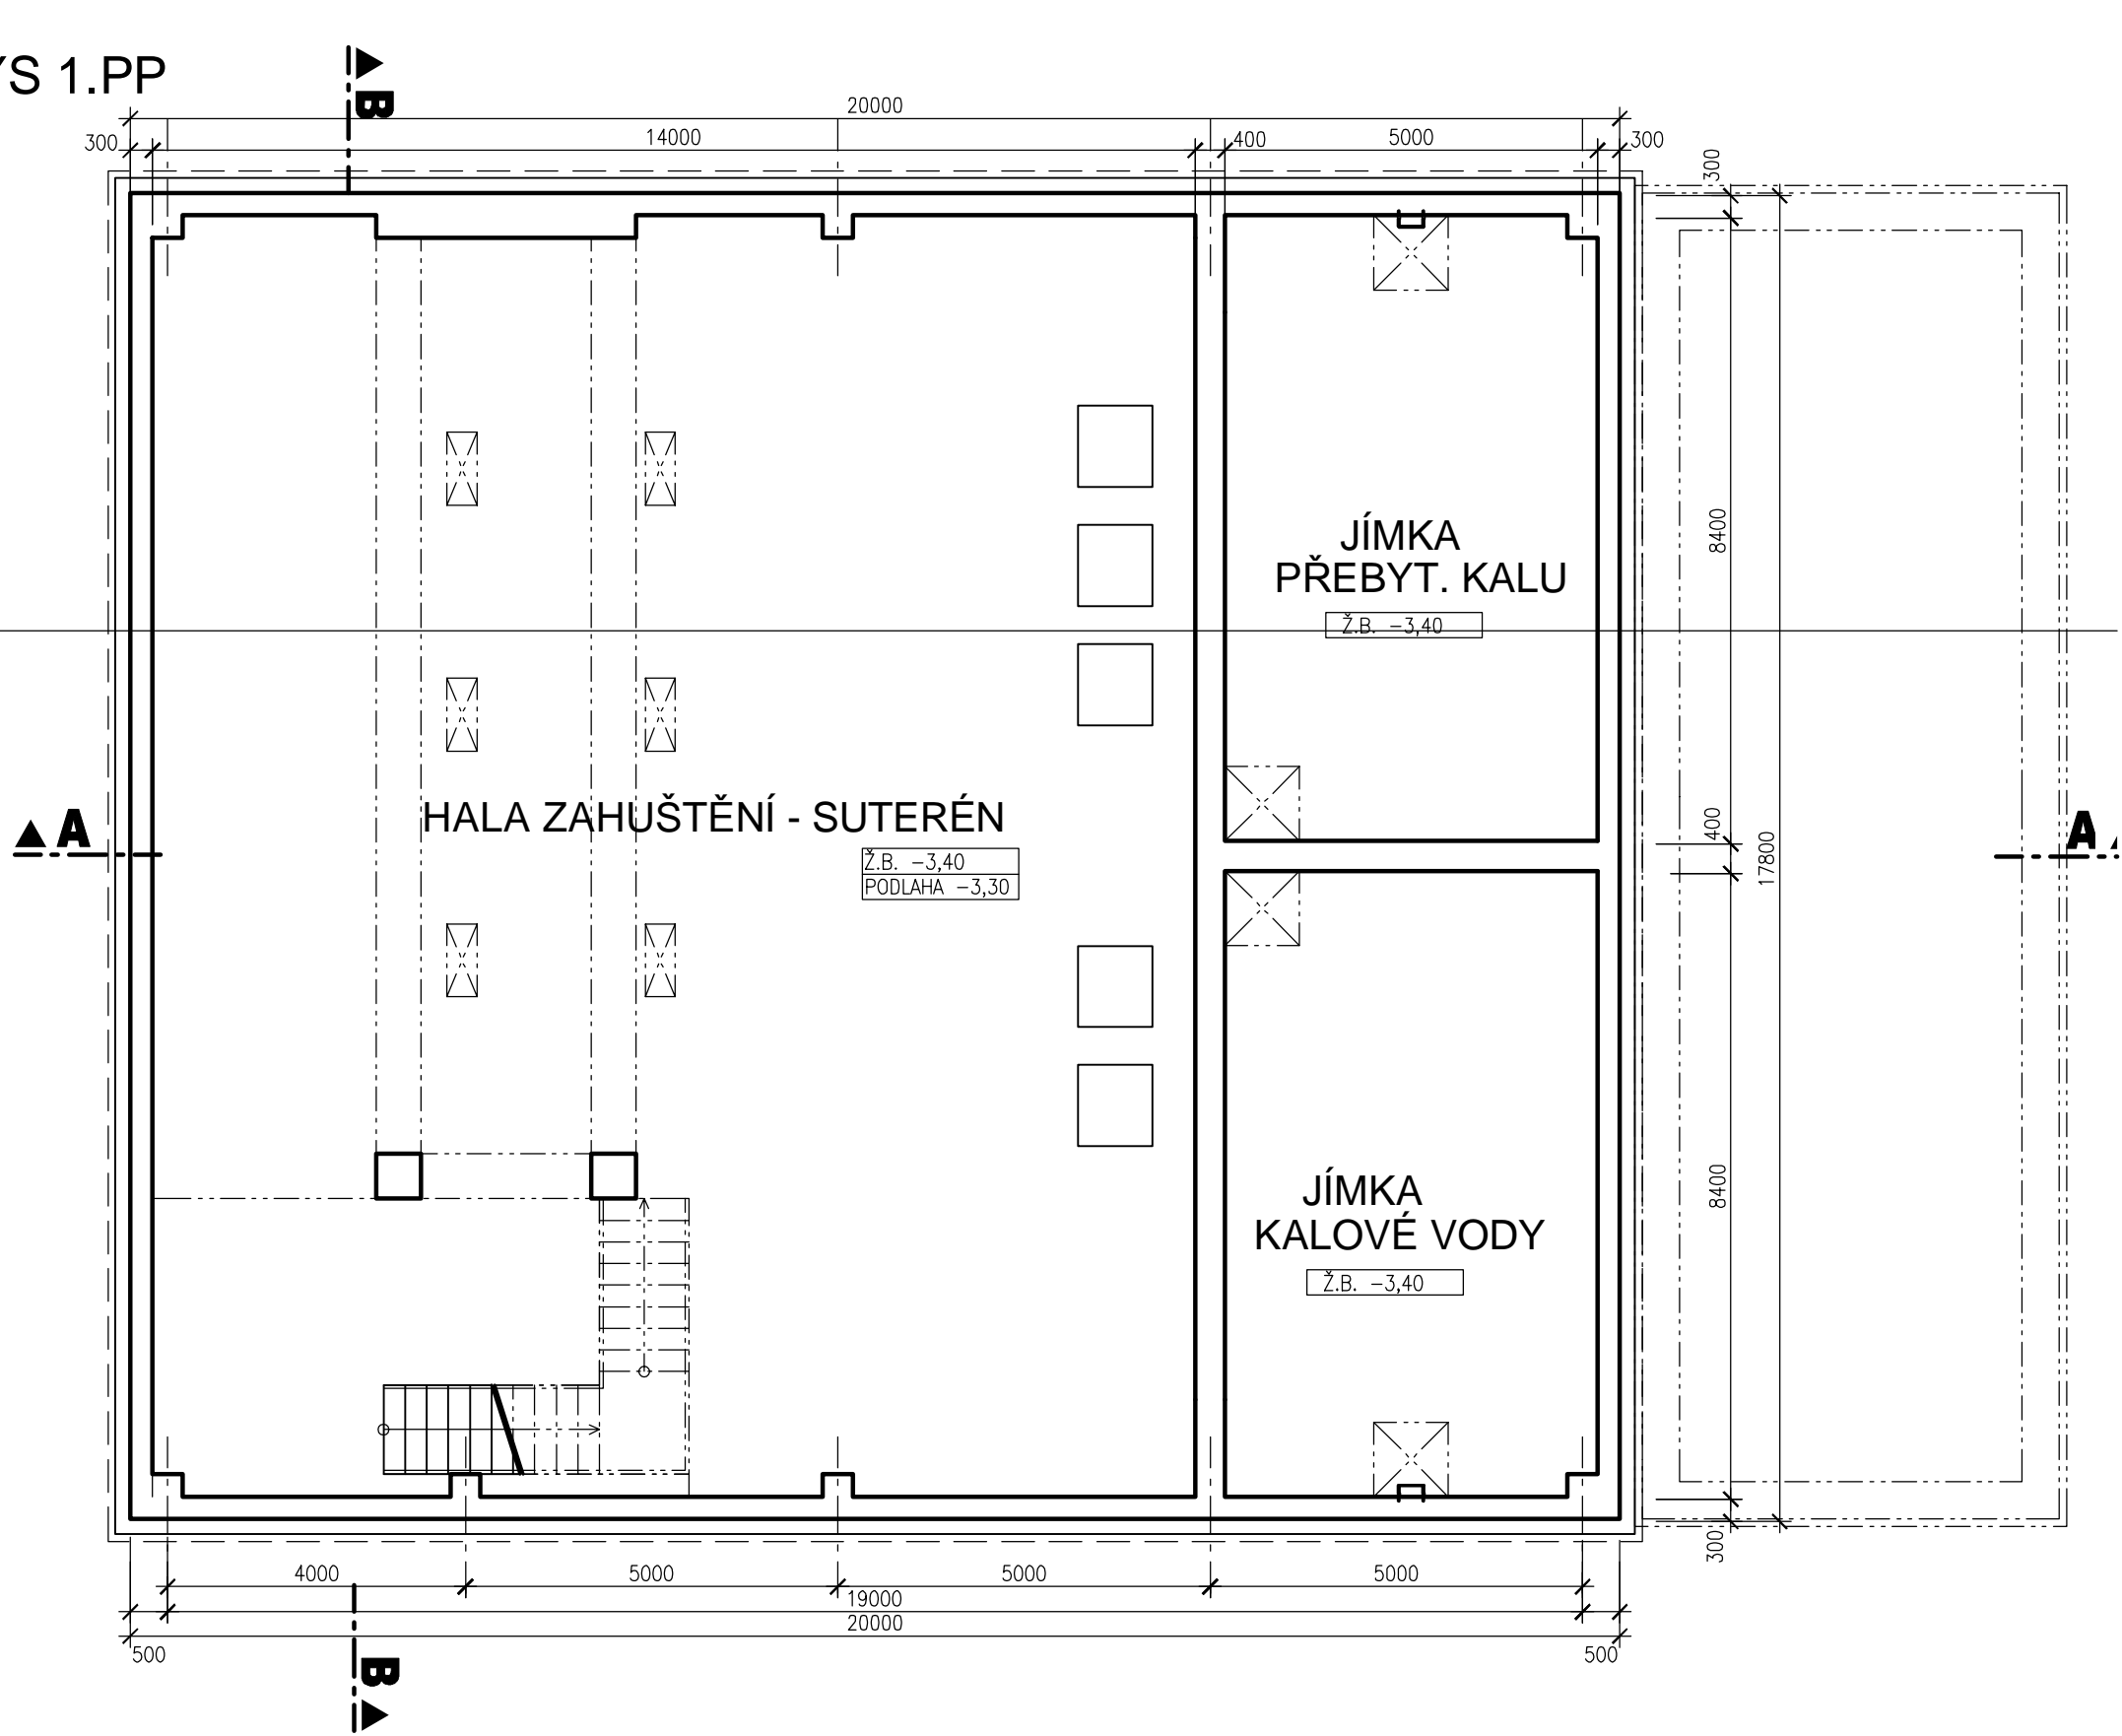 YS 1.PP
B
20000
300
14000
400
5000
300
300
JÍMKA
PŘEBYT. KALU
Ž.B. -3,40
8400
HALA ZAHUŠTĚNÍ - SUTERÉN
Ž.B. -3,40
PODLAHA -3,30
A
400
17800
A
JÍMKA
KALOVÉ VODY
Ž.B. -3,40
8400
300
4000
5000
5000
5000
19000
20000
500
500
B